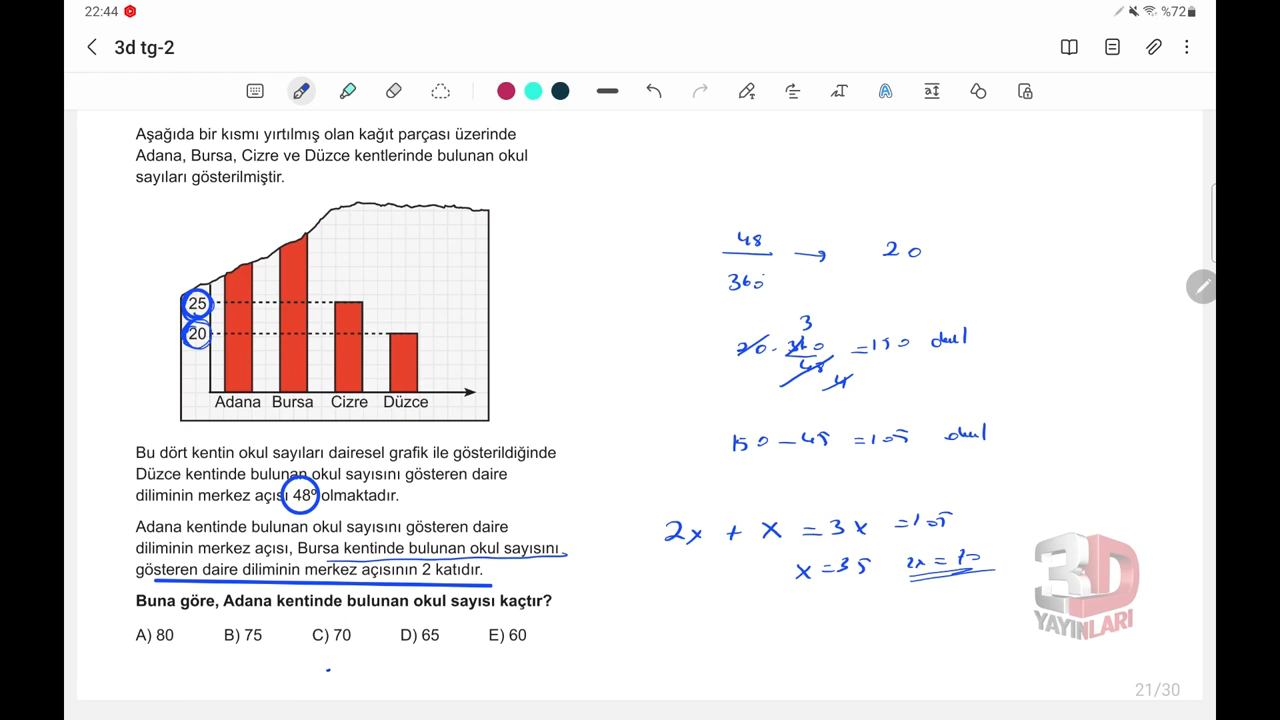 22:44
%72
3d tg-2
Aşağıda bir kısmı yırtılmış olan kağıt parçası üzerinde
Adana, Bursa, Cizre ve Düzce kentlerinde bulunan okul
sayıları gösterilmiştir.
25
20
Adana Bursa Cizre Düzce
Bu dört kentin okul sayıları dairesel grafik ile gösterildiğinde
Düzce kentinde bulunan okul sayısını gösteren daire
diliminin merkez açısı 48º olmaktadır.
Adana kentinde bulunan okul sayısını gösteren daire
diliminin merkez açısı, Bursa kentinde bulunan okul sayısını
gösteren daire diliminin merkez açısının 2 katıdır.
Buna göre, Adana kentinde bulunan okul sayısı kaçtır?
A) 80 B) 75 C) 70 D) 65 E) 60
48
360 → 20
3
20 · 360 = 150 okul
48
4
150 - 45 = 105 okul
2x + x = 3x = 105
x = 35 2x = 70
3D
YAYINLARI
21/30